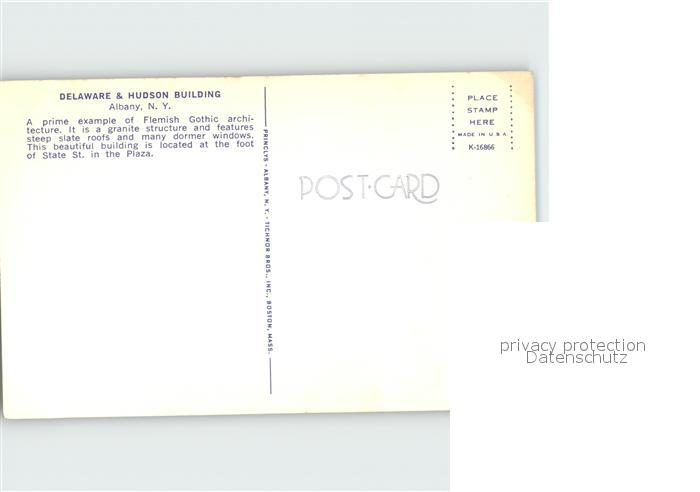 DELAWARE & HUDSON BUILDING
Albany, N. Y.
A prime example of Flemish Gothic archi-
tecture. It is a granite structure and features
steep slate roofs and many dormer windows.
This beautiful building is located at the foot
of State St. in the Plaza.
PRINCLYS - ALBANY, N. Y. - TICHNOR BROS., INC., BOSTON, MASS.
POST-CARD
PLACE
STAMP
HERE
MADE IN U.S.A.
K-16866
privacy protection
Datenschutz